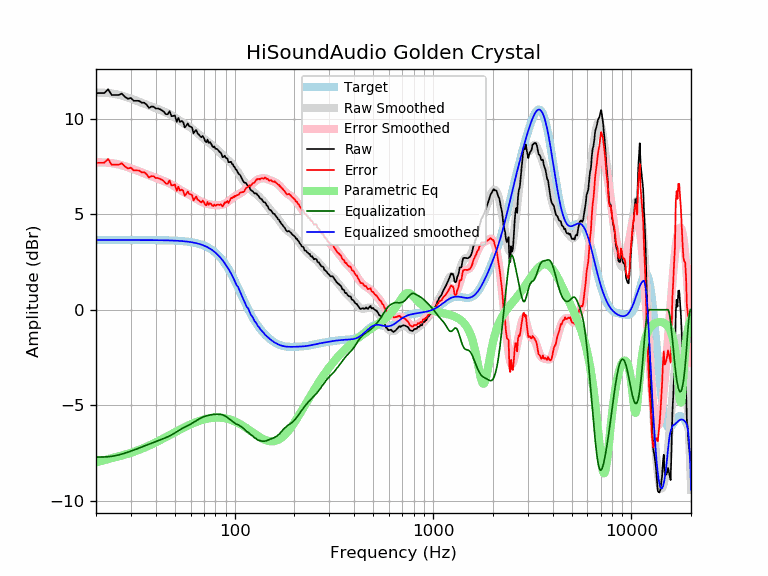 HiSoundAudio Golden Crystal
Target
Raw Smoothed
Error Smoothed
Raw
Error
Parametric Eq
Equalization
Equalized smoothed
Amplitude (dBr)
10
5
0
−5
−10
100
1000
10000
Frequency (Hz)